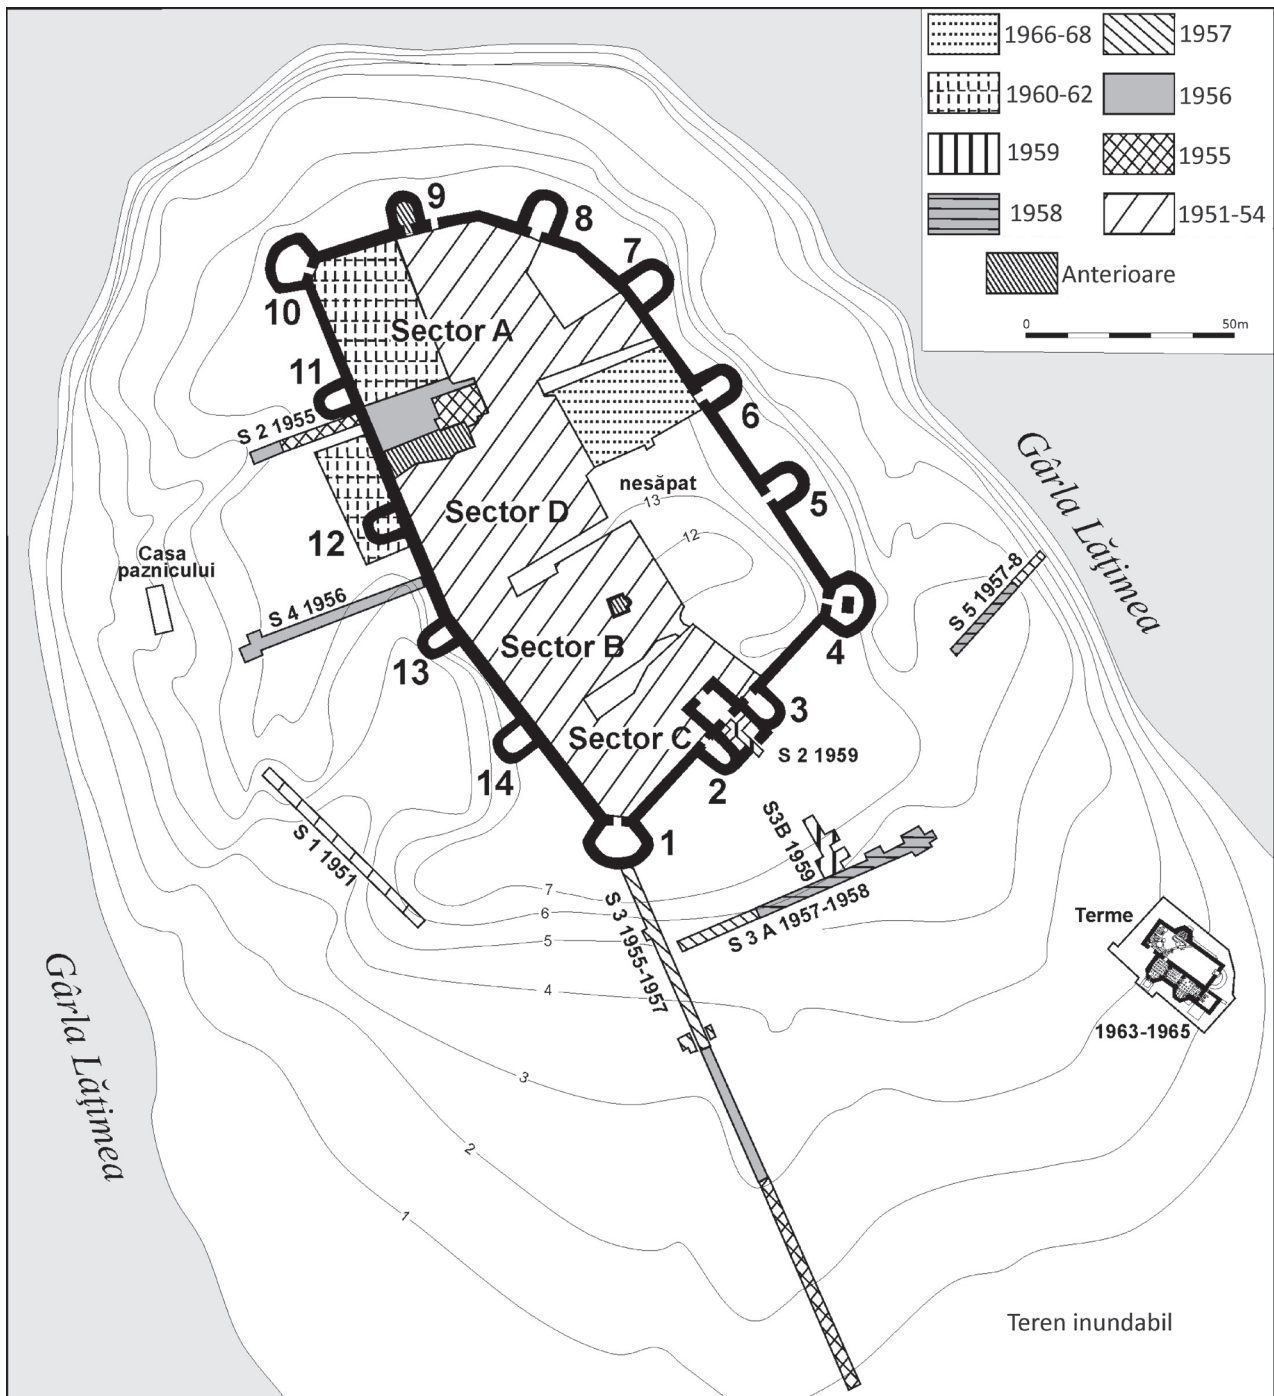 1966-68
1957
1960-62
1956
1959
1955
1958
1951-54
Anterioare
0
50m
9
8
7
10
Sector A
11
6
S 2 1955
Gârla Lățimea
nesăpat
13
5
Sector D
12
12
Casa
paznicului
S 5 1957-8
S 4 1956
4
Sector B
13
3
Sector C
S 2 1959
14
2
1
S3B 1959
S 1 1951
7
6
S 3 1955-1957
S 3 A 1957-1958
Terme
5
Gârla Lățimea
4
1963-1965
3
2
1
Teren inundabil